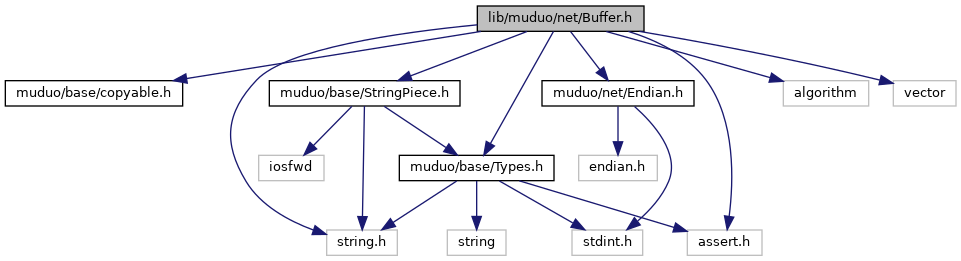 lib/muduo/net/Buffer.h
muduo/base/copyable.h
muduo/base/StringPiece.h
muduo/net/Endian.h
algorithm
vector
iosfwd
muduo/base/Types.h
endian.h
string.h
string
stdint.h
assert.h